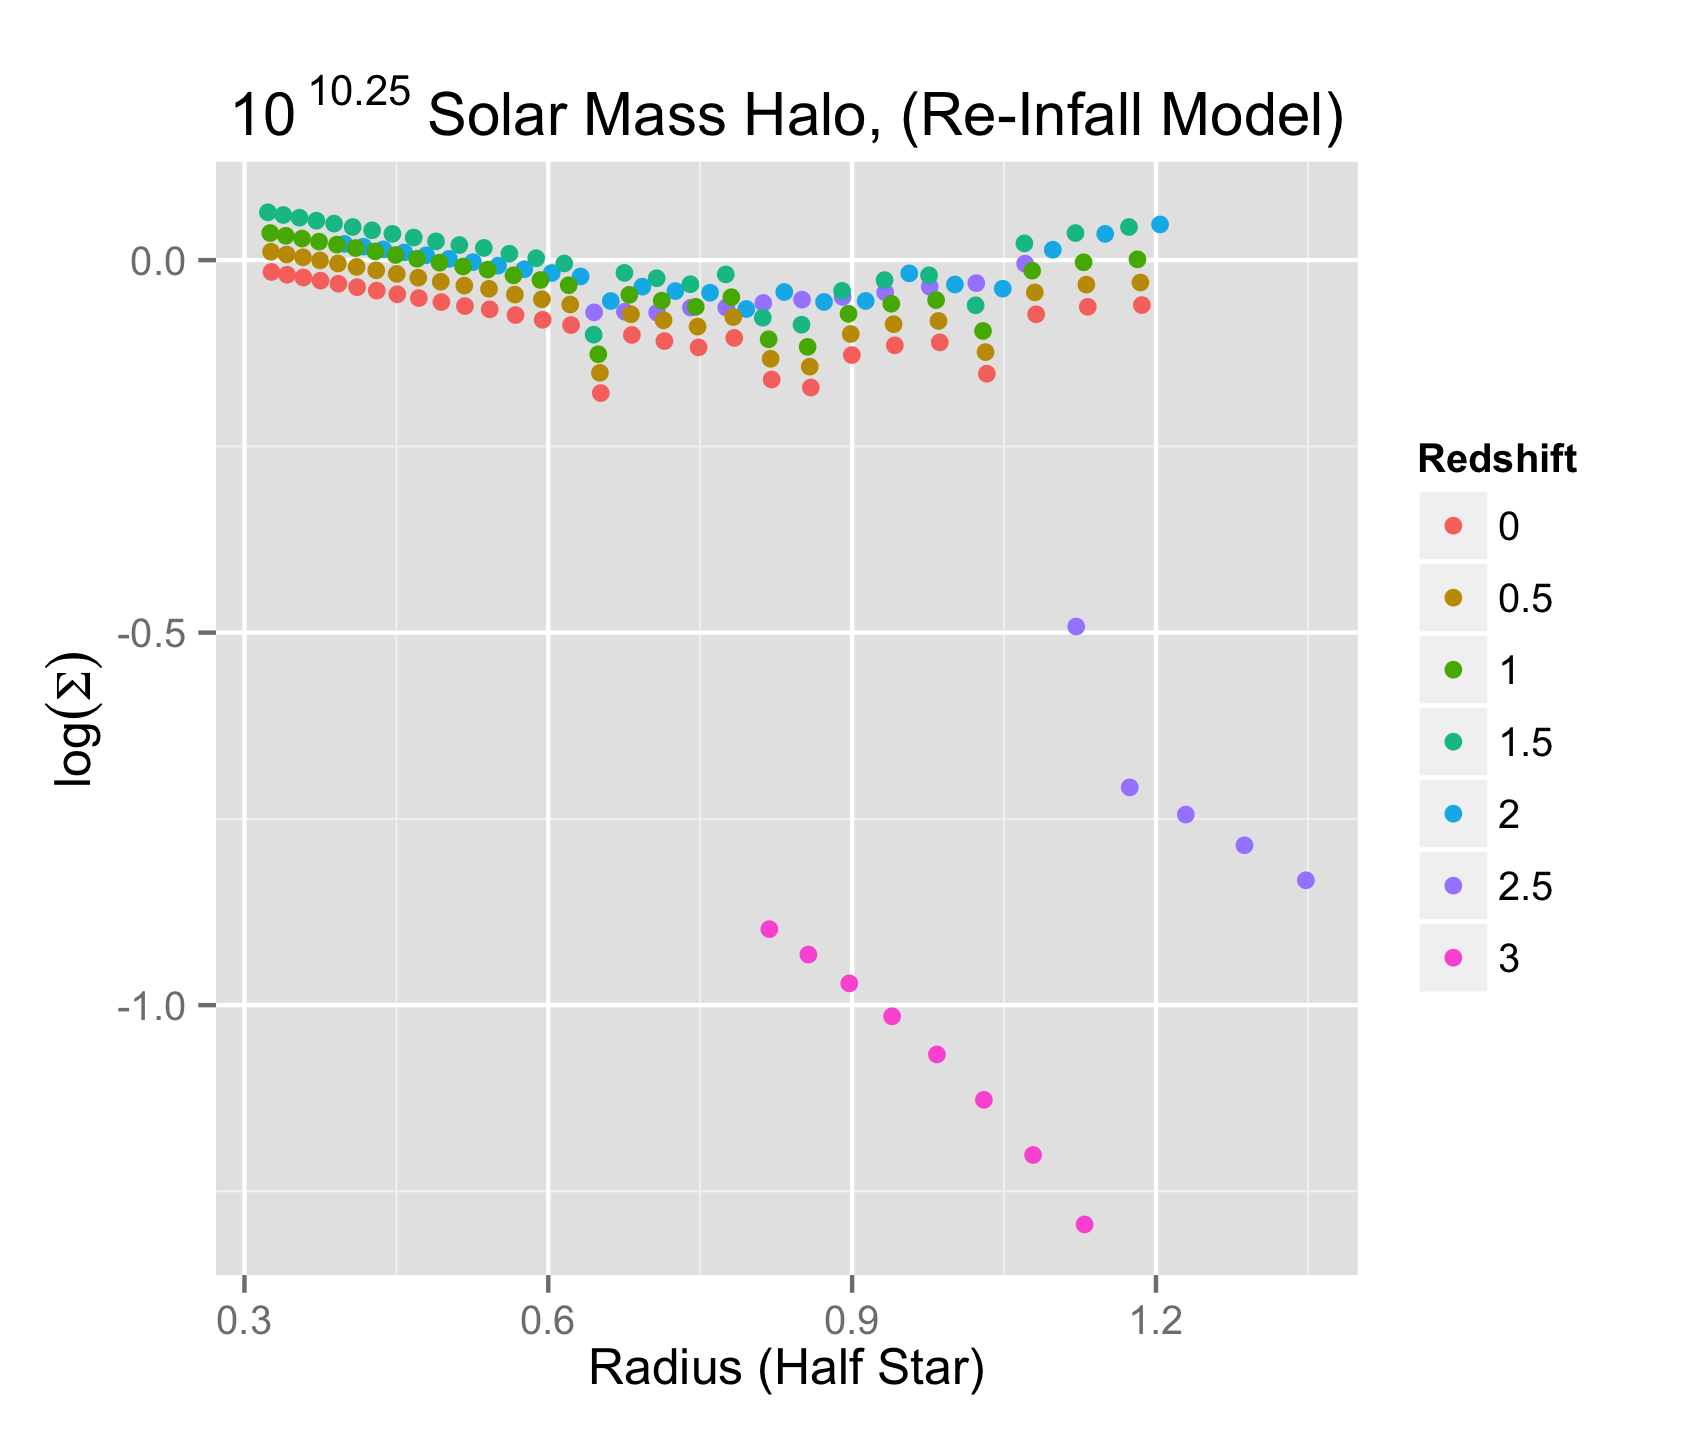 10 10.25 Solar Mass Halo, (Re-Infall Model)
0.0
-0.5
-1.0
log(Σ)
0.3 0.6 0.9 1.2
Radius (Half Star)
Redshift
0
0.5
1
1.5
2
2.5
3